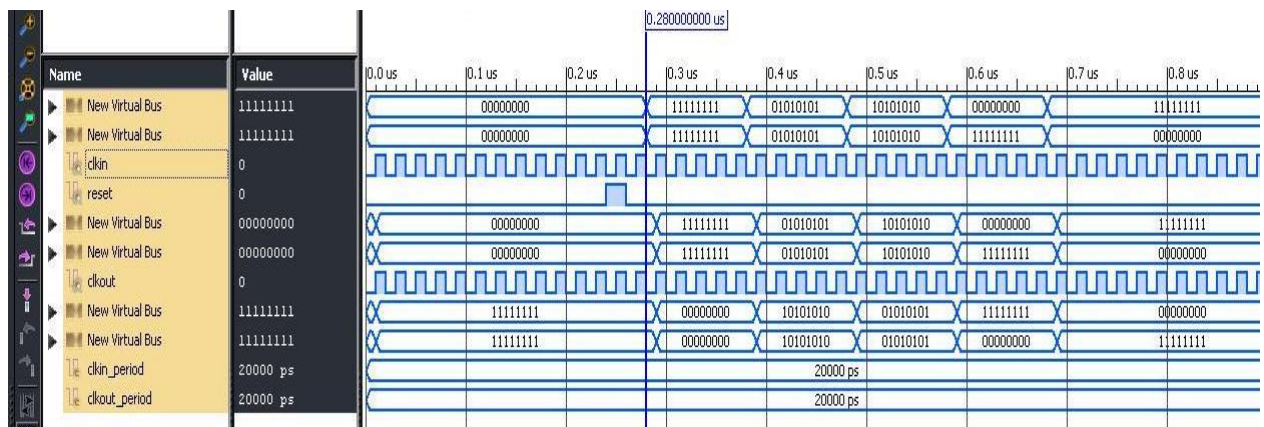 0.280000000 us
Name Value 0.0 us 0.1 us 0.2 us 0.3 us 0.4 us 0.5 us 0.6 us 0.7 us 0.8 us
New Virtual Bus 11111111 00000000 11111111 01010101 10101010 00000000 11111111
New Virtual Bus 11111111 00000000 11111111 01010101 10101010 11111111 00000000
clkin 0
reset 0
New Virtual Bus 00000000 00000000 11111111 01010101 10101010 00000000 11111111
New Virtual Bus 00000000 00000000 11111111 01010101 10101010 11111111 00000000
clkout 0
New Virtual Bus 11111111 11111111 00000000 10101010 01010101 11111111 00000000
New Virtual Bus 11111111 11111111 00000000 10101010 01010101 00000000 11111111
clkin_period 20000 ps 20000 ps
clkout_period 20000 ps 20000 ps